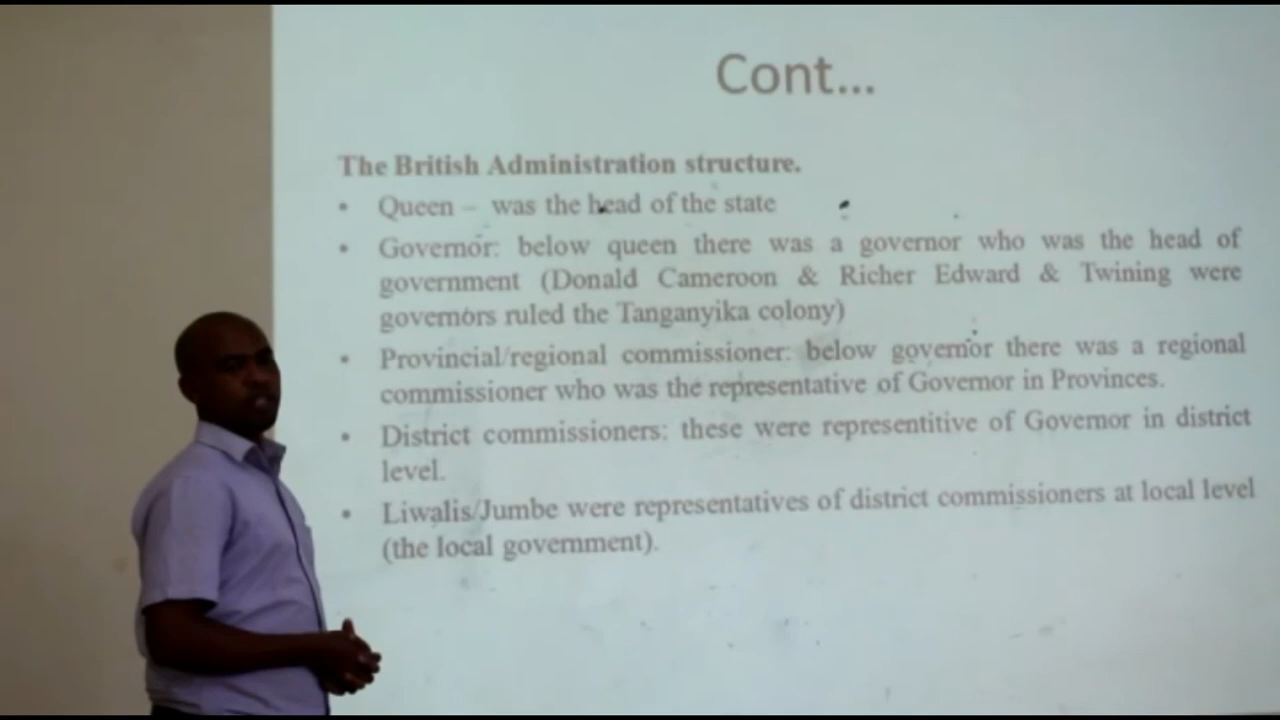 Cont...
The British Administration structure.
• Queen – was the head of the state
• Governor: below queen there was a governor who was the head of
government (Donald Cameroon & Richer Edward & Twining were
governors ruled the Tanganyika colony)
• Provincial/regional commissioner: below governor there was a regional
commissioner who was the representative of Governor in Provinces.
• District commissioners: these were representitive of Governor in district
level.
• Liwalis/Jumbe were representatives of district commissioners at local level
(the local government).